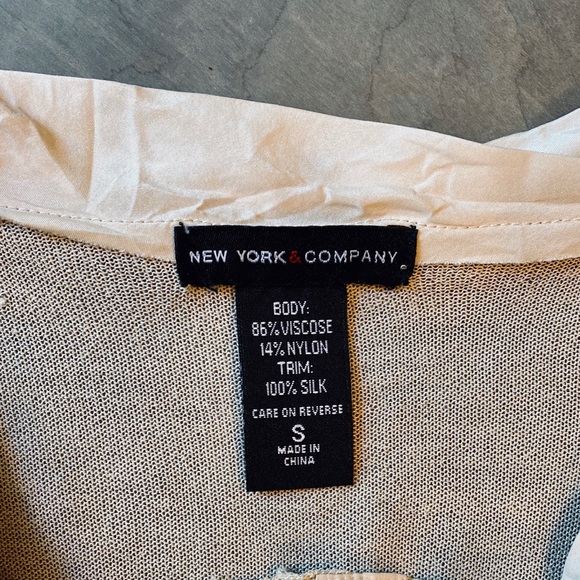 NEW YORK & COMPANY
BODY:
86% VISCOSE
14% NYLON
TRIM:
100% SILK
CARE ON REVERSE
S
MADE IN
CHINA